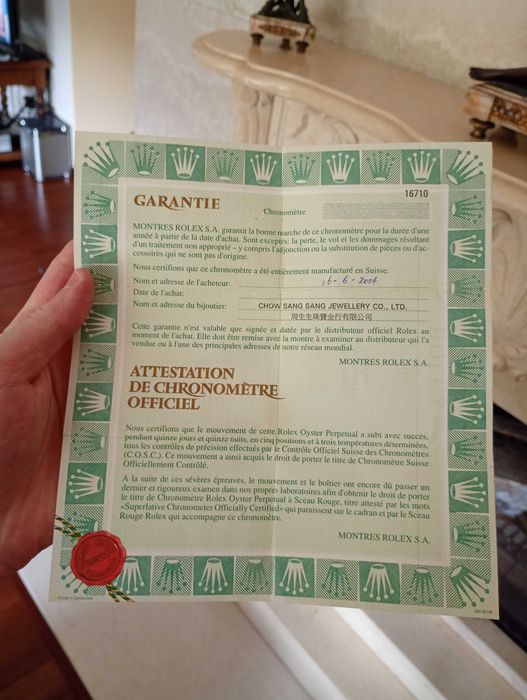 16710
GARANTIE
Chronomètre
MONTRES ROLEX S.A. garantit la bonne marche de ce chronomètre pour la durée d'une
année à partir de la date d'achat. Sont exceptés: la perte, le vol et les dommages résultant
d'un traitement non approprié – y compris l'adjonction ou la substitution de pièces ou d'ac-
cessoires qui ne sont pas d'origine.
Nous certifions que ce chronomètre a été entièrement manufacturé en Suisse.
Nom et adresse de l'acheteur:
Date de l'achat: 16-6-2004
Nom et adresse du bijoutier: CHOW SANG SANG JEWELLERY CO., LTD.
周生生珠寶金行有限公司
Cette garantie n'est valable que signée et datée par le distributeur officiel Rolex au
moment de l'achat. Elle doit être remise avec la montre à examiner au distributeur qui l'a
vendue ou à l'une des principales adresses de notre réseau mondial.
MONTRES ROLEX S.A.
ATTESTATION
DE CHRONOMÈTRE
OFFICIEL
Nous certifions que le mouvement de cette Rolex Oyster Perpetual a subi avec succès,
pendant quinze jours et quinze nuits, en cinq positions et à trois températures déterminées,
tous les contrôles de précision effectués par le Contrôle Officiel Suisse des Chronomètres
(C.O.S.C.). Ce mouvement a ainsi acquis le droit de porter le titre de Chronomètre Suisse
Officiellement Contrôlé.
A la suite de ces sévères épreuves, le mouvement et le boîtier ont encore dû passer un
dernier et rigoureux examen dans nos propres laboratoires afin d'obtenir le droit de porter
le titre de Chronomètre Rolex Oyster Perpetual à Sceau Rouge, titre attesté par les mots
«Superlative Chronometer Officially Certified» qui paraissent sur le cadran et par le Sceau
Rouge Rolex qui accompagne ce chronomètre.
MONTRES ROLEX S.A.
Printed in Switzerland